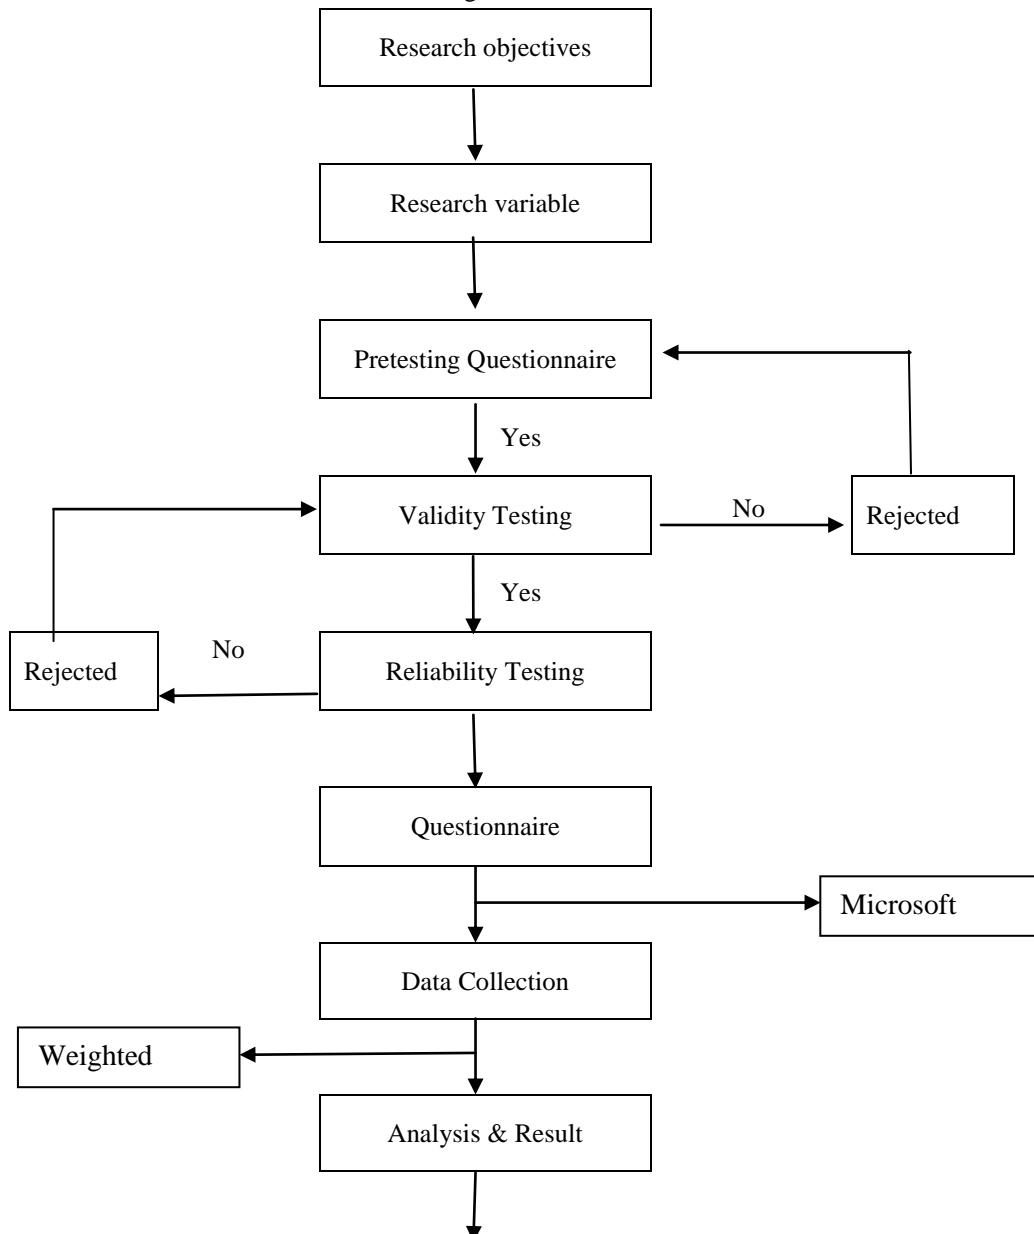 Research objectives
Research variable
Pretesting Questionnaire
Yes
Validity Testing
No
Rejected
Yes
Rejected
No
Reliability Testing
Questionnaire
Microsoft
Data Collection
Weighted
Analysis & Result